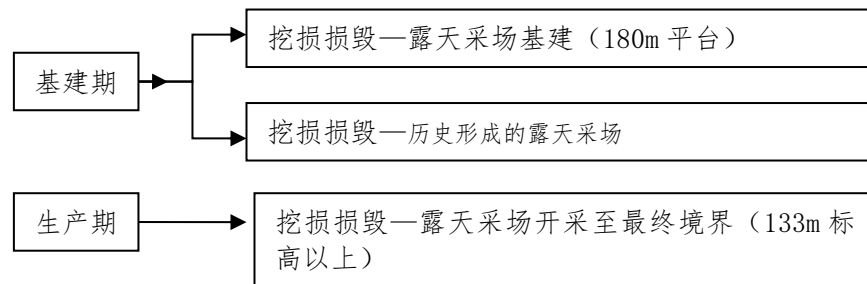 挖损损毁—露天采场基建（180m 平台）
基建期
挖损损毁—历史形成的露天采场
生产期
挖损损毁—露天采场开采至最终境界（133m 标
高以上）